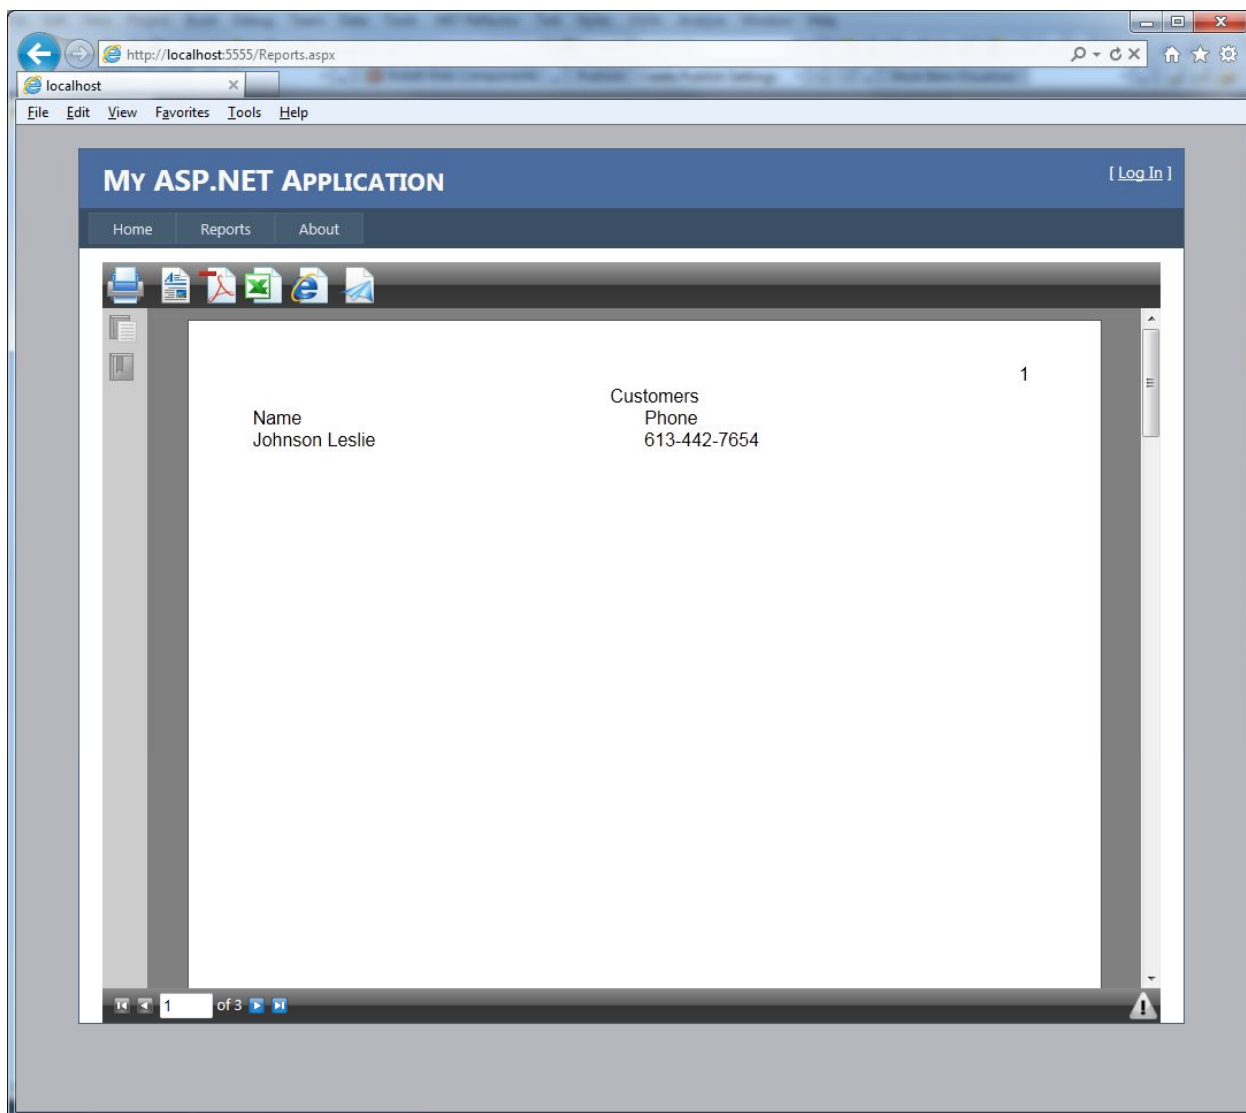 http://localhost:5555/Reports.aspx
localhost
File Edit View Favorites Tools Help
MY ASP.NET APPLICATION
[ Log In ]
Home Reports About
1
Customers
Name Phone
Johnson Leslie 613-442-7654
1 of 3